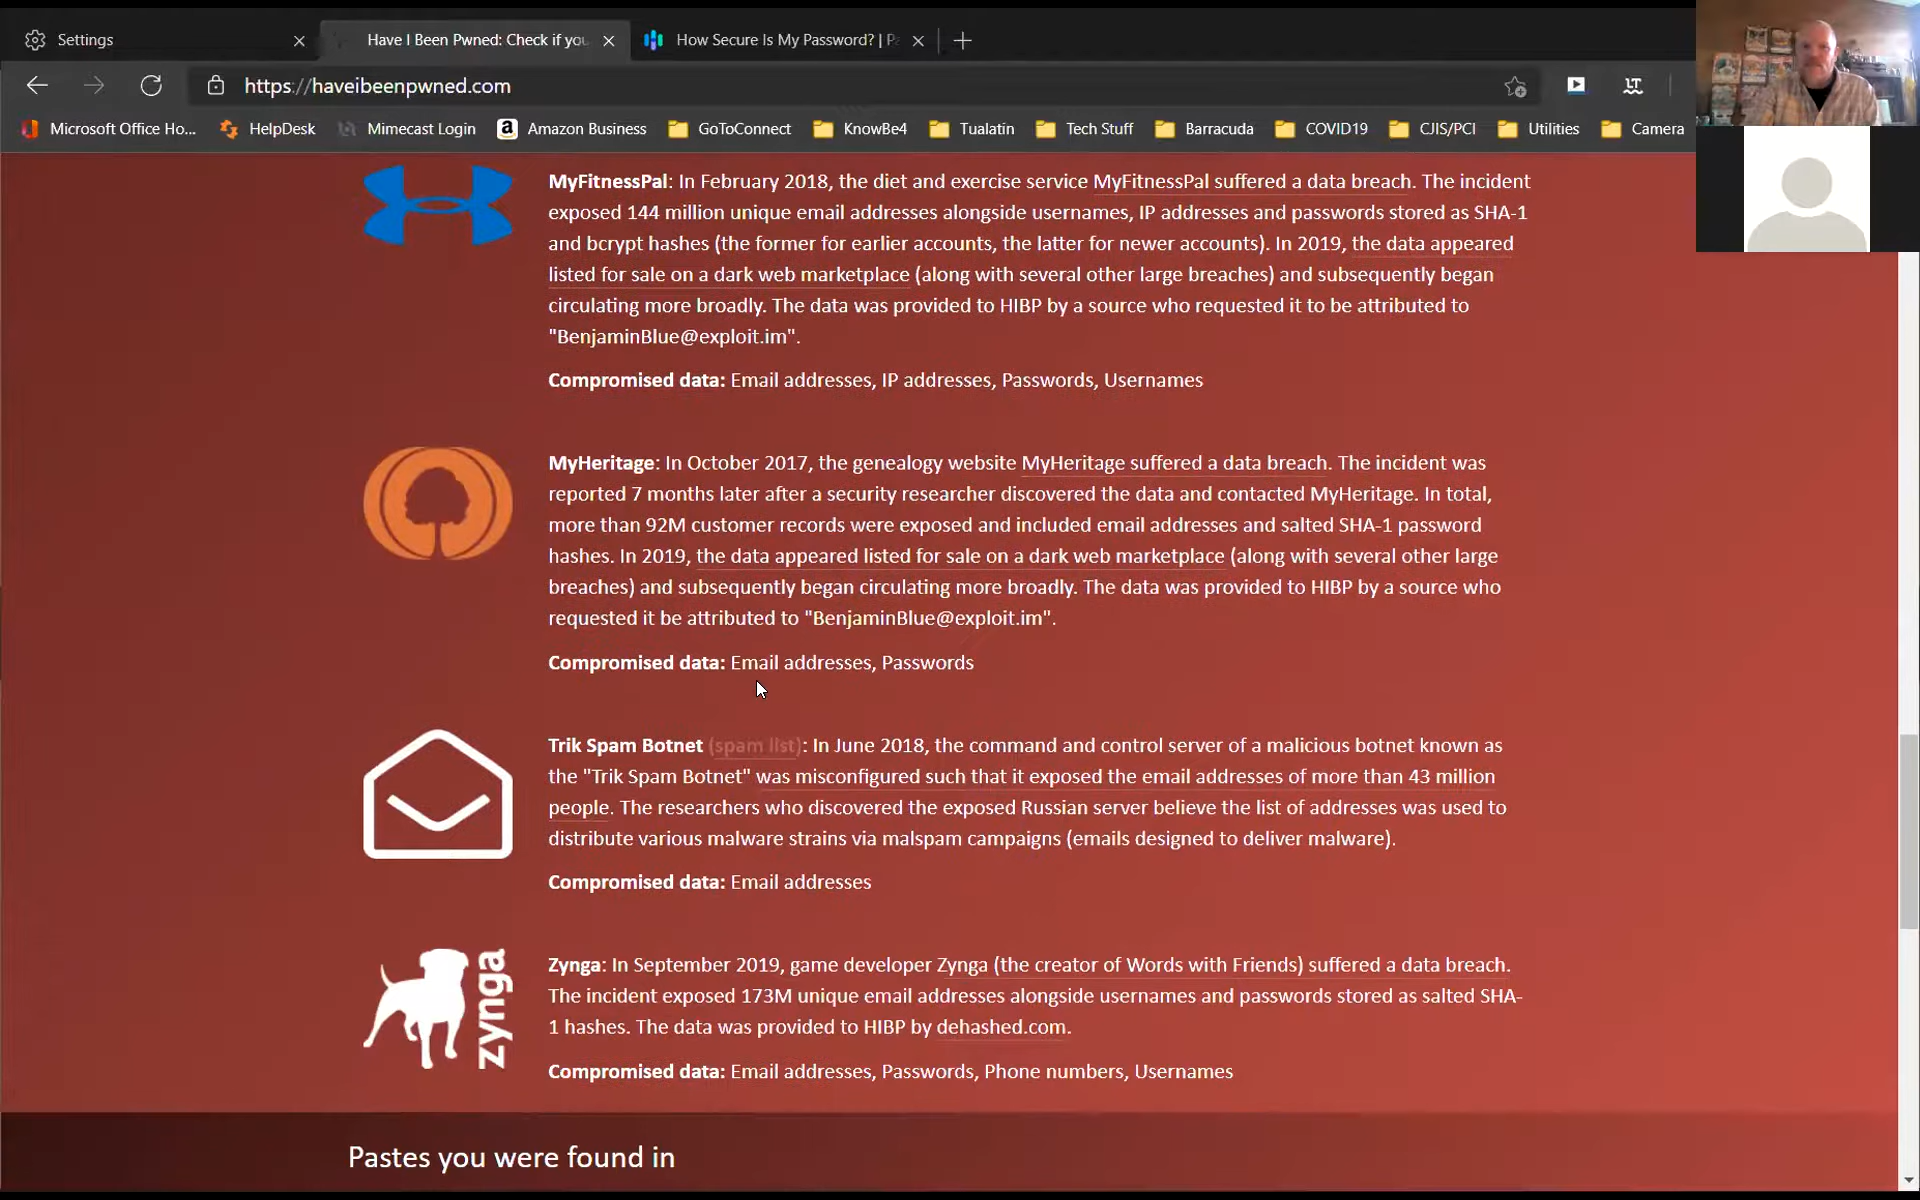 Settings
Have I Been Pwned: Check if you
How Secure Is My Password? | Pa
https://haveibeenpwned.com
Microsoft Office Ho...
HelpDesk
Mimecast Login
Amazon Business
GoToConnect
KnowBe4
Tualatin
Tech Stuff
Barracuda
COVID19
CJIS/PCI
Utilities
Camera
MyFitnessPal: In February 2018, the diet and exercise service MyFitnessPal suffered a data breach. The incident
exposed 144 million unique email addresses alongside usernames, IP addresses and passwords stored as SHA-1
and bcrypt hashes (the former for earlier accounts, the latter for newer accounts). In 2019, the data appeared
listed for sale on a dark web marketplace (along with several other large breaches) and subsequently began
circulating more broadly. The data was provided to HIBP by a source who requested it to be attributed to
"BenjaminBlue@exploit.im".
Compromised data: Email addresses, IP addresses, Passwords, Usernames
MyHeritage: In October 2017, the genealogy website MyHeritage suffered a data breach. The incident was
reported 7 months later after a security researcher discovered the data and contacted MyHeritage. In total,
more than 92M customer records were exposed and included email addresses and salted SHA-1 password
hashes. In 2019, the data appeared listed for sale on a dark web marketplace (along with several other large
breaches) and subsequently began circulating more broadly. The data was provided to HIBP by a source who
requested it be attributed to "BenjaminBlue@exploit.im".
Compromised data: Email addresses, Passwords
Trik Spam Botnet (spam list): In June 2018, the command and control server of a malicious botnet known as
the "Trik Spam Botnet" was misconfigured such that it exposed the email addresses of more than 43 million
people. The researchers who discovered the exposed Russian server believe the list of addresses was used to
distribute various malware strains via malspam campaigns (emails designed to deliver malware).
Compromised data: Email addresses
zynga
Zynga: In September 2019, game developer Zynga (the creator of Words with Friends) suffered a data breach.
The incident exposed 173M unique email addresses alongside usernames and passwords stored as salted SHA-
1 hashes. The data was provided to HIBP by dehashed.com.
Compromised data: Email addresses, Passwords, Phone numbers, Usernames
Pastes you were found in